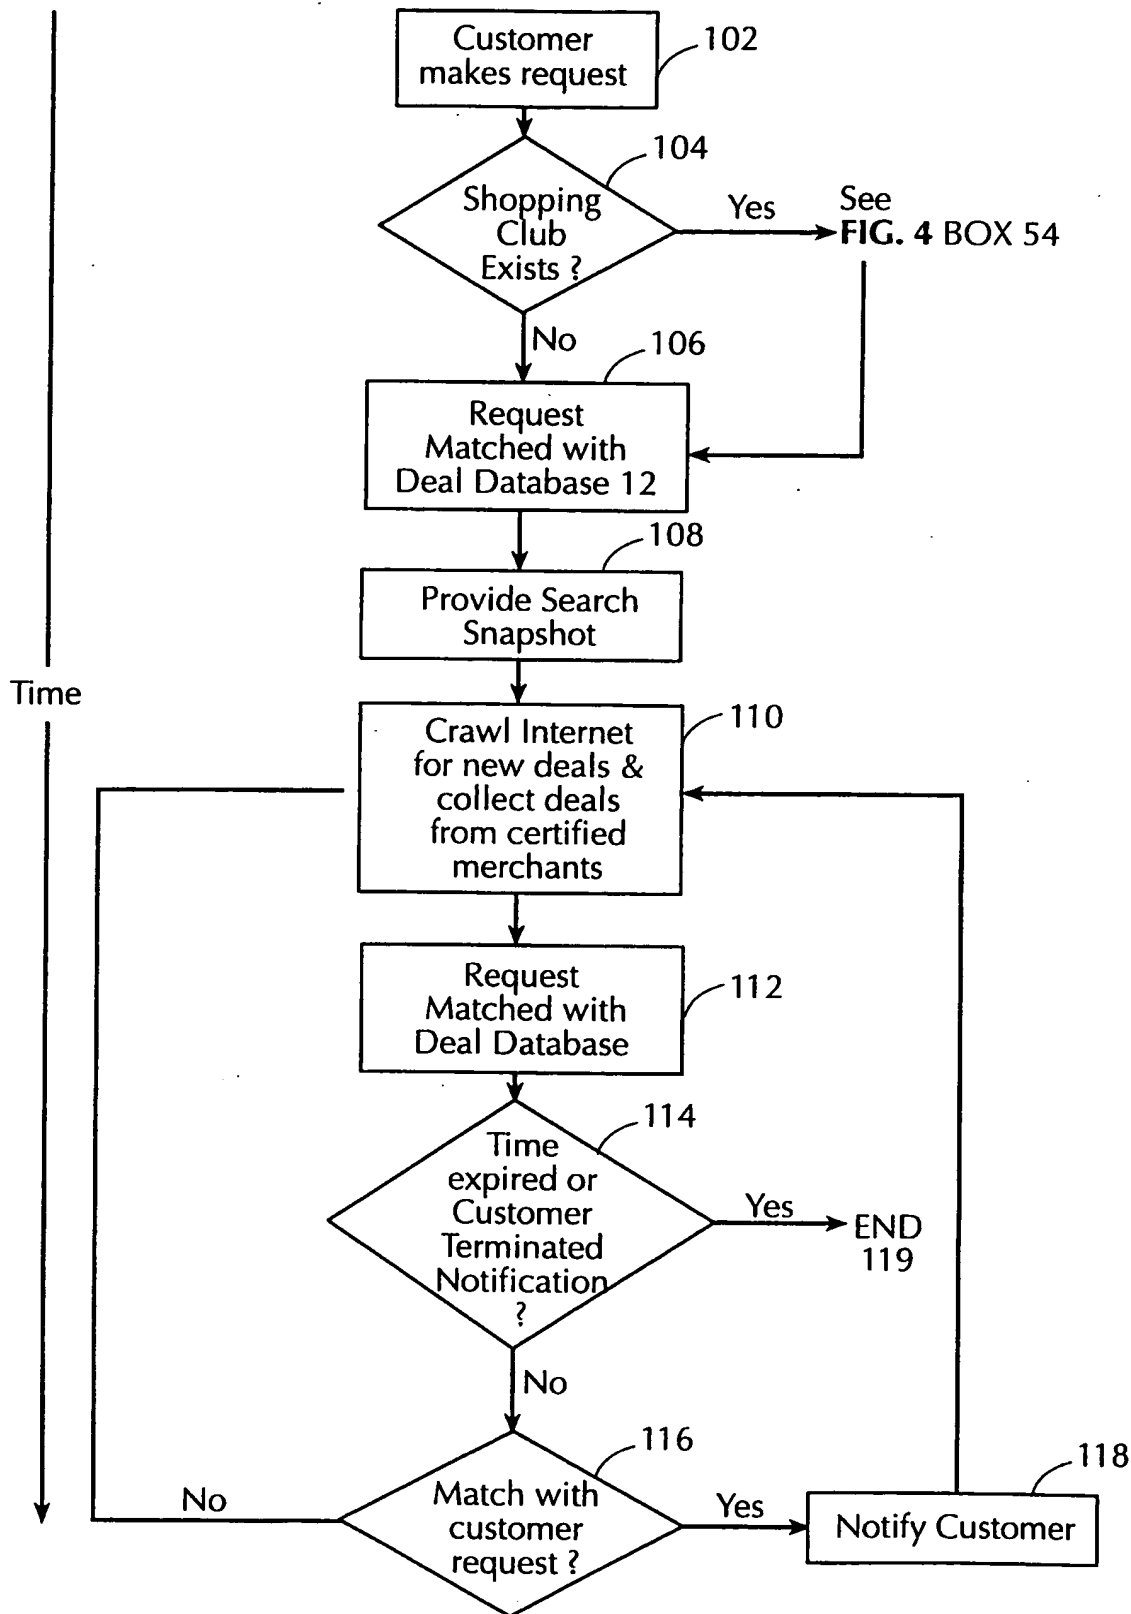 Customer
makes request
102
104
Shopping
Club
Exists ?
Yes
See
FIG. 4 BOX 54
No
106
Request
Matched with
Deal Database 12
108
Provide Search
Snapshot
Time
110
Crawl Internet
for new deals &
collect deals
from certified
merchants
112
Request
Matched with
Deal Database
114
Time
expired or
Customer
Terminated
Notification
?
Yes
END
119
No
116
Match with
customer
request ?
No
Yes
118
Notify Customer